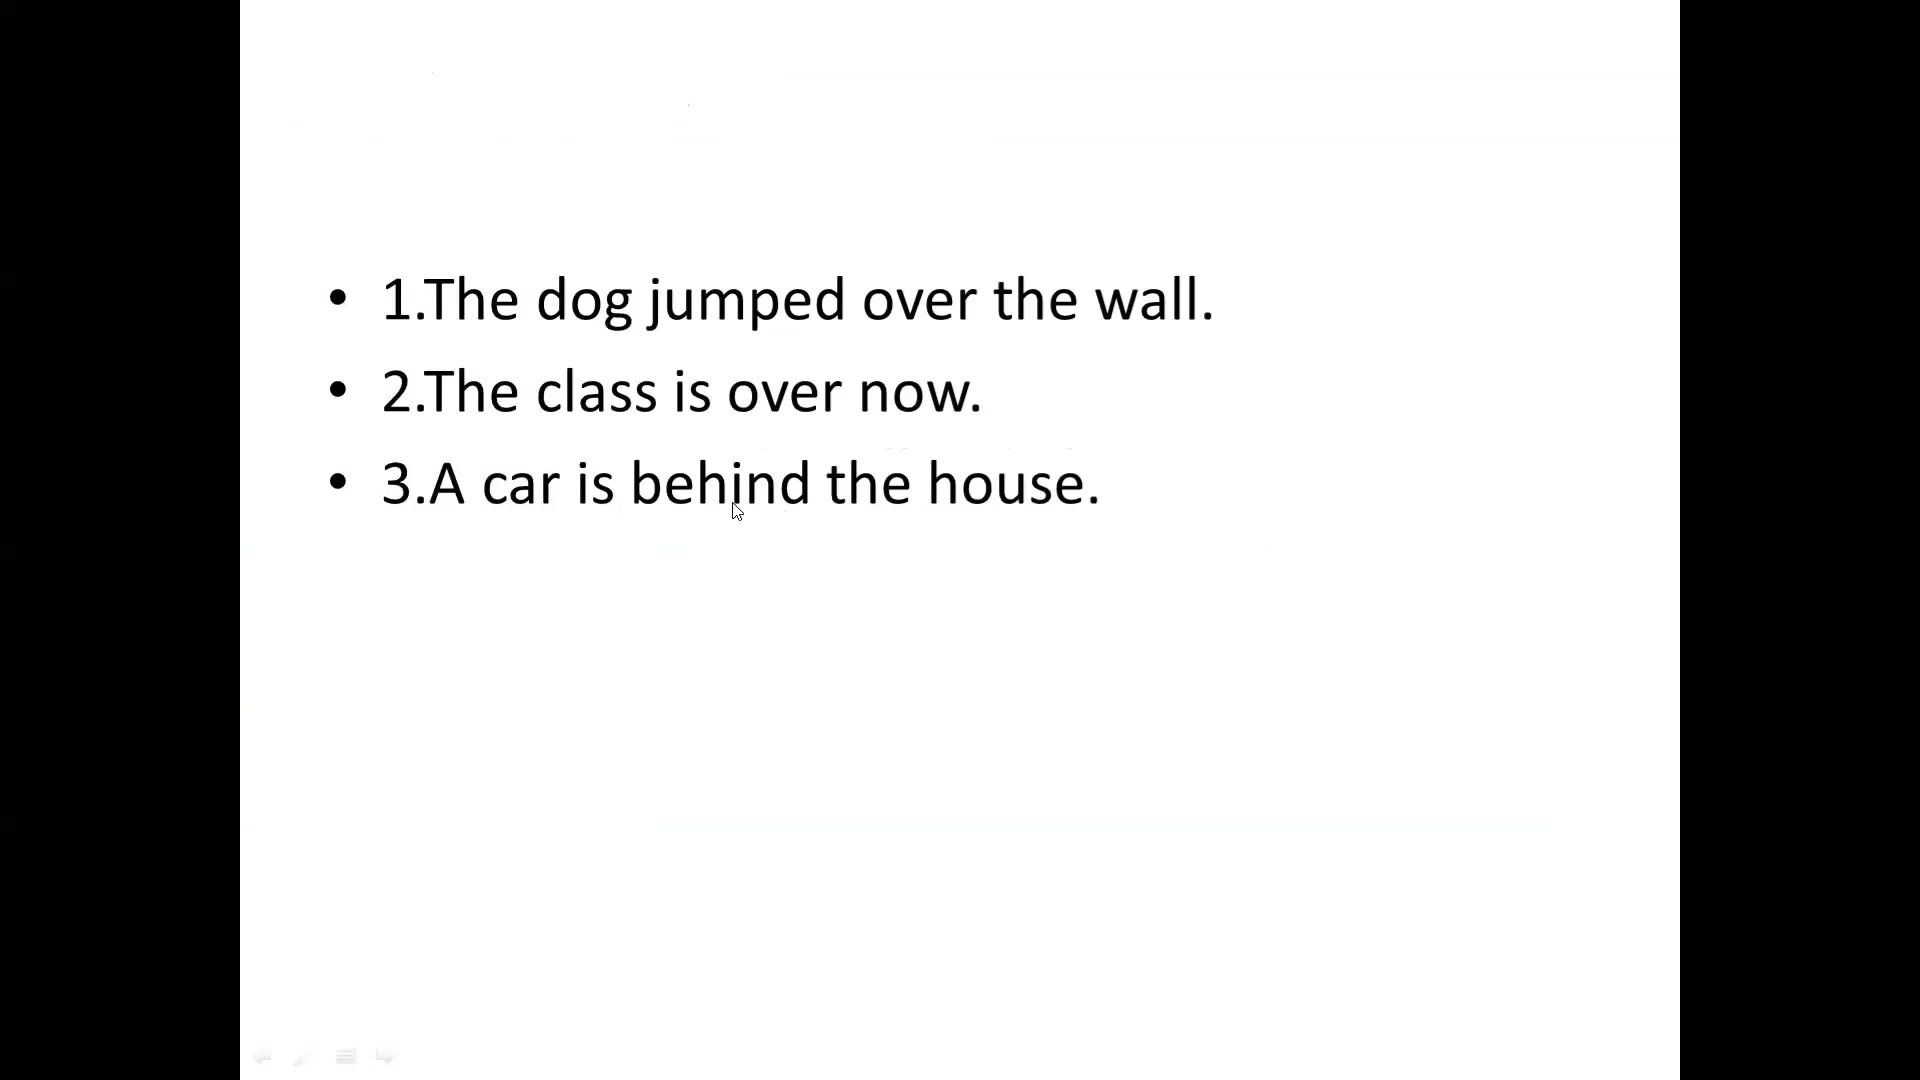 • 1.The dog jumped over the wall.
• 2.The class is over now.
• 3.A car is behind the house.